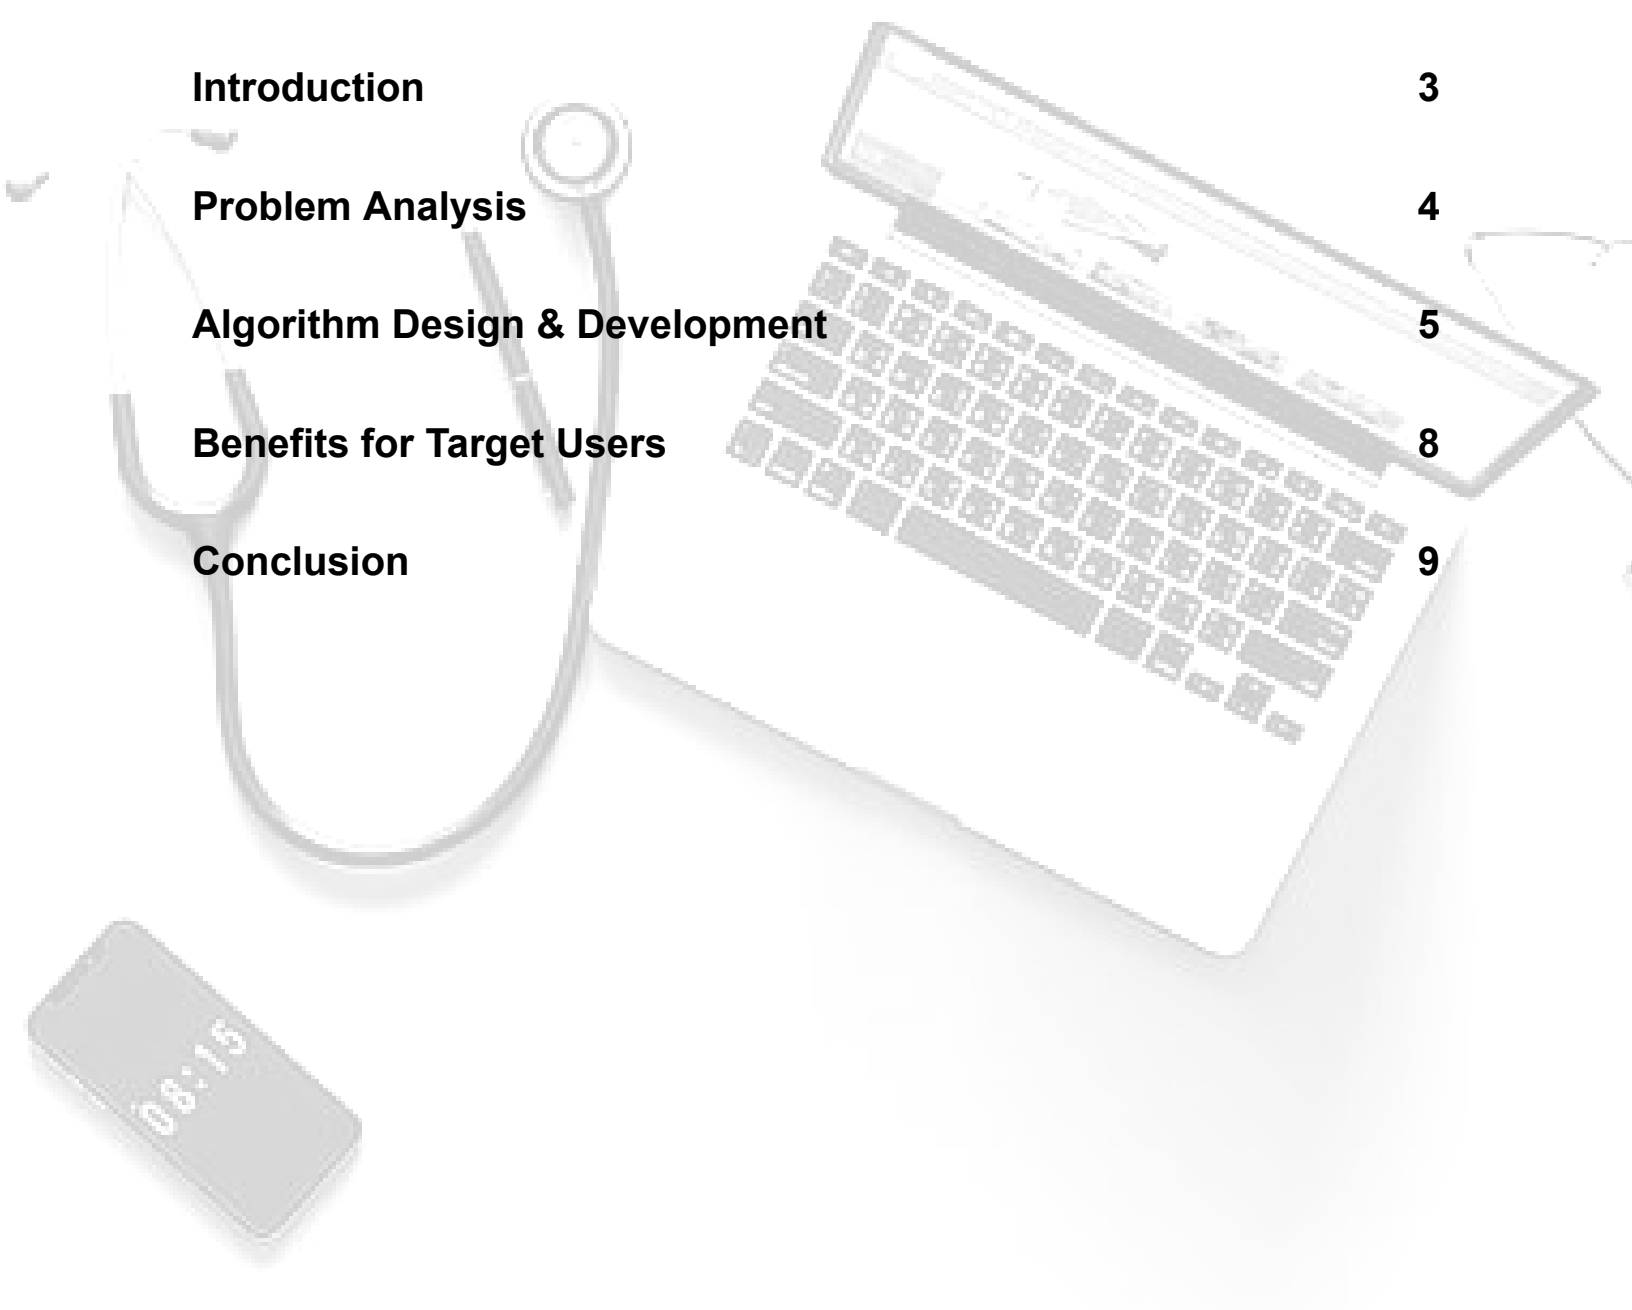 Introduction 3
Problem Analysis 4
Algorithm Design & Development 5
Benefits for Target Users 8
Conclusion 9
08:15